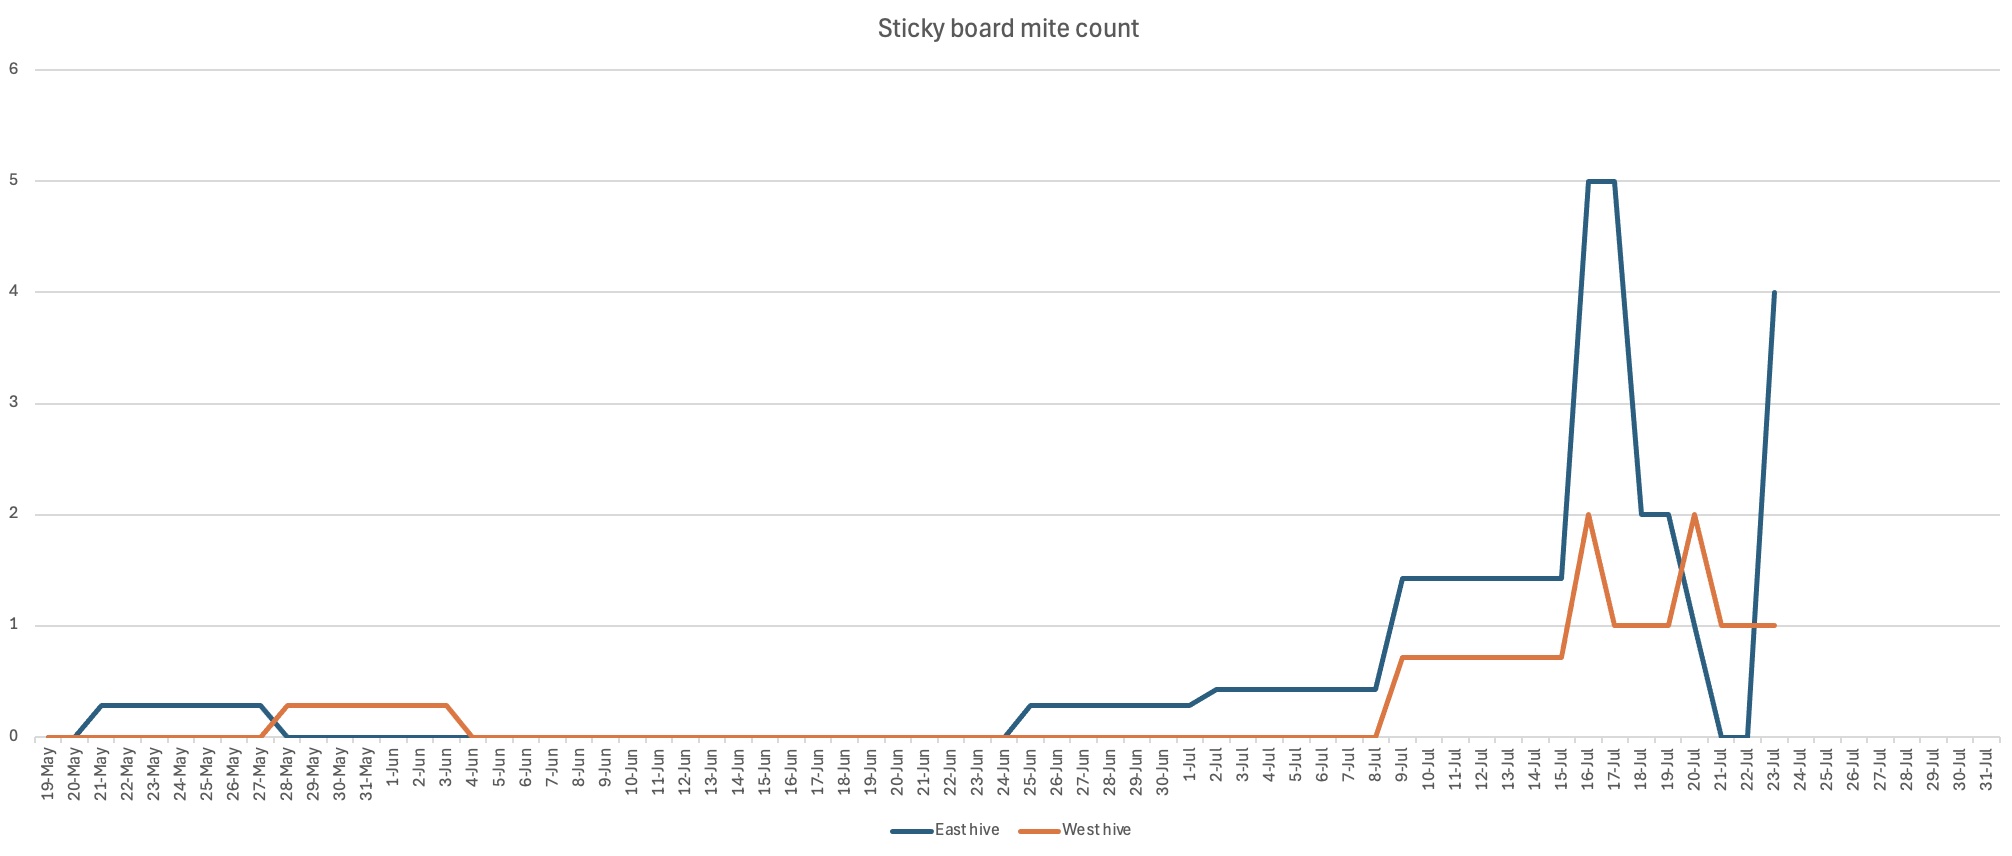 Sticky board mite count
6
5
4
3
2
1
0
19-May 20-May 21-May 22-May 23-May 24-May 25-May 26-May 27-May 28-May 29-May 30-May 31-May 1-Jun 2-Jun 3-Jun 4-Jun 5-Jun 6-Jun 7-Jun 8-Jun 9-Jun 10-Jun 11-Jun 12-Jun 13-Jun 14-Jun 15-Jun 16-Jun 17-Jun 18-Jun 19-Jun 20-Jun 21-Jun 22-Jun 23-Jun 24-Jun 25-Jun 26-Jun 27-Jun 28-Jun 29-Jun 30-Jun 1-Jul 2-Jul 3-Jul 4-Jul 5-Jul 6-Jul 7-Jul 8-Jul 9-Jul 10-Jul 11-Jul 12-Jul 13-Jul 14-Jul 15-Jul 16-Jul 17-Jul 18-Jul 19-Jul 20-Jul 21-Jul 22-Jul 23-Jul 24-Jul 25-Jul 26-Jul 27-Jul 28-Jul 29-Jul 30-Jul 31-Jul
East hive West hive